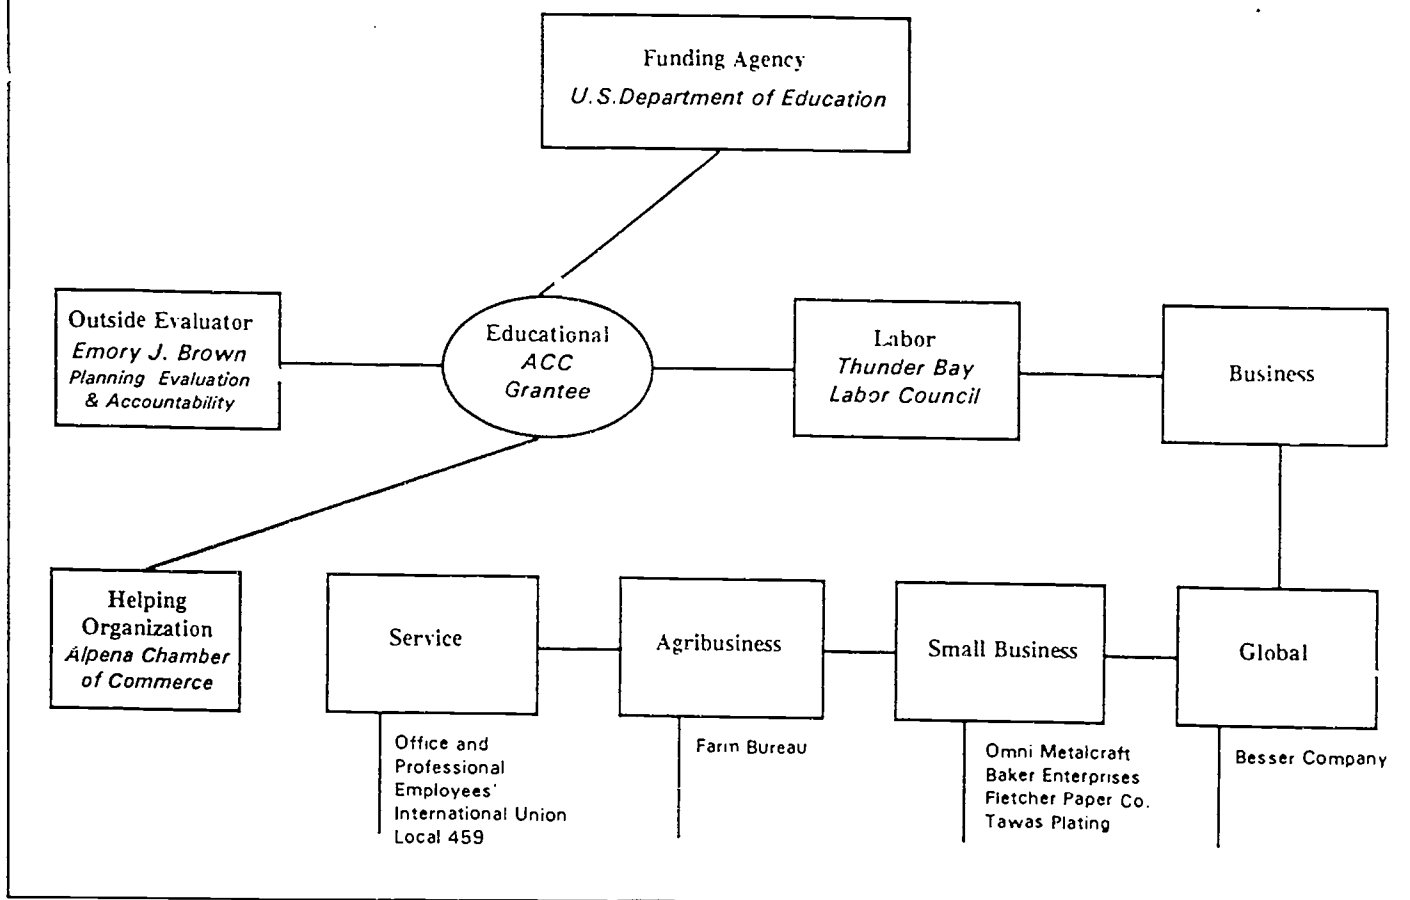 Funding Agency
U.S.Department of Education
Outside Evaluator
Emory J. Brown
Planning Evaluation
& Accountability
Educational
ACC
Grantee
Labor
Thunder Bay
Labor Council
Business
Helping
Organization
Alpena Chamber
of Commerce
Service
Agribusiness
Small Business
Global
Office and
Professional
Employees'
International Union
Local 459
Farm Bureau
Omni Metalcraft
Baker Enterprises
Fletcher Paper Co.
Tawas Plating
Besser Company